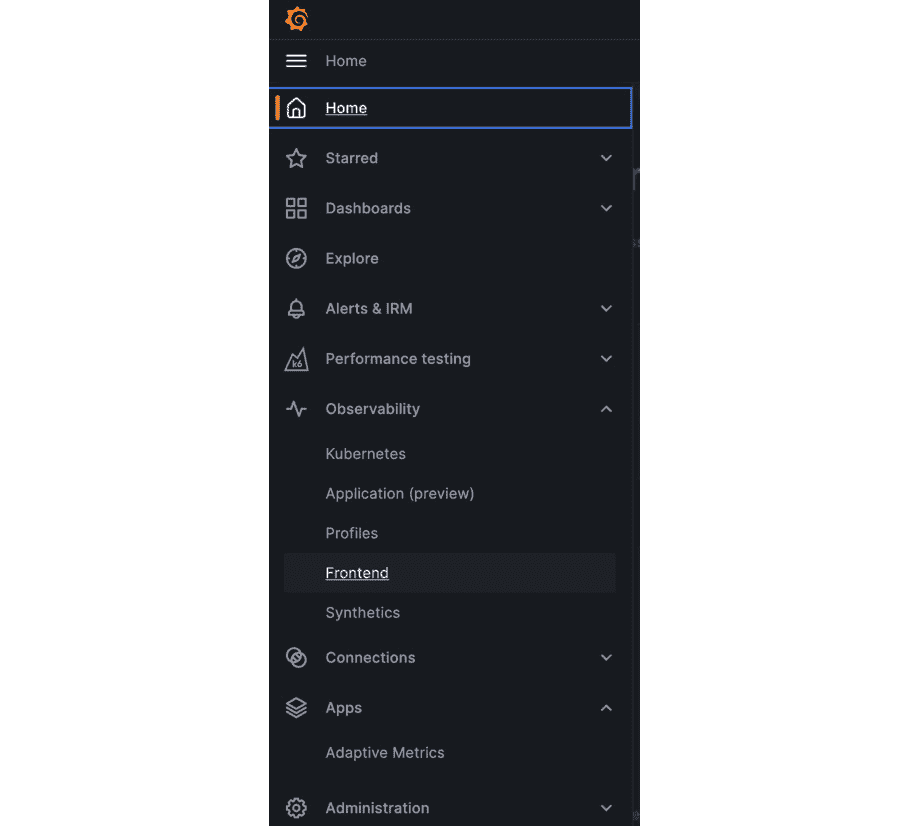 Home
Home
Starred
Dashboards
Explore
Alerts & IRM
k6
Performance testing
Observability
Kubernetes
Application (preview)
Profiles
Frontend
Synthetics
Connections
Apps
Adaptive Metrics
Administration